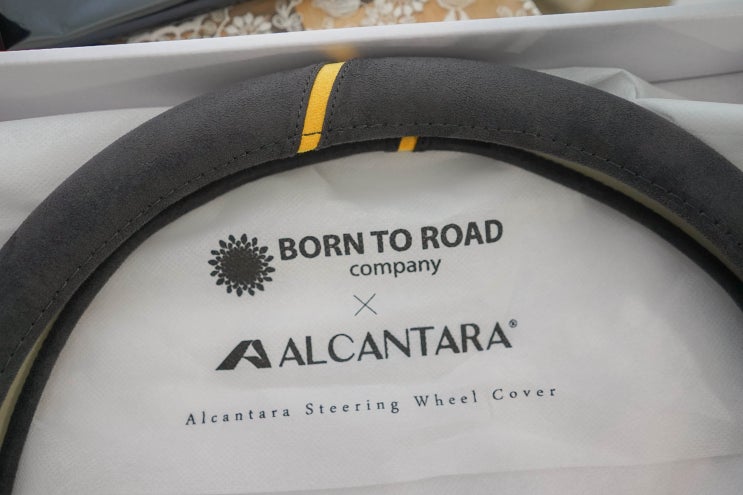 BORN TO ROAD
company
×
ALCANTARA®
Alcantara Steering Wheel Cover